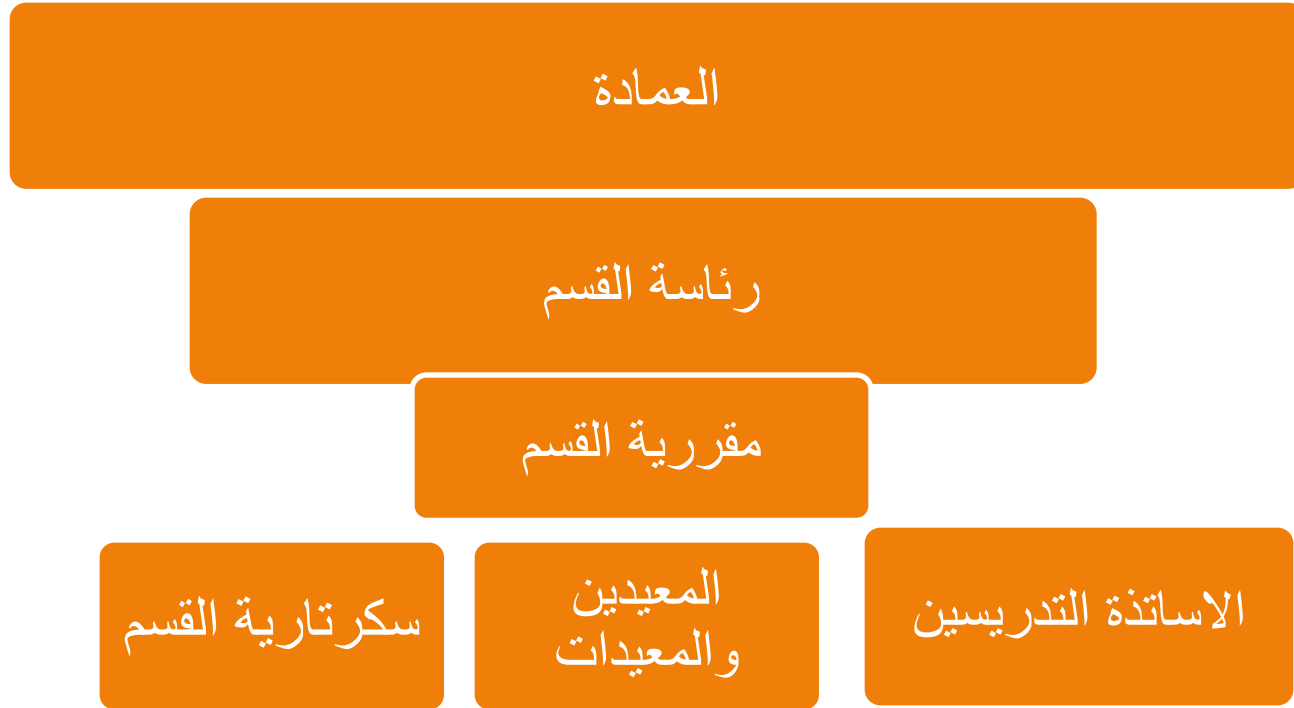 العمادة
رئاسة القسم
مقررية القسم
الاساتذة التدريسين
المعيدين
والمعيدات
سكرتارية القسم